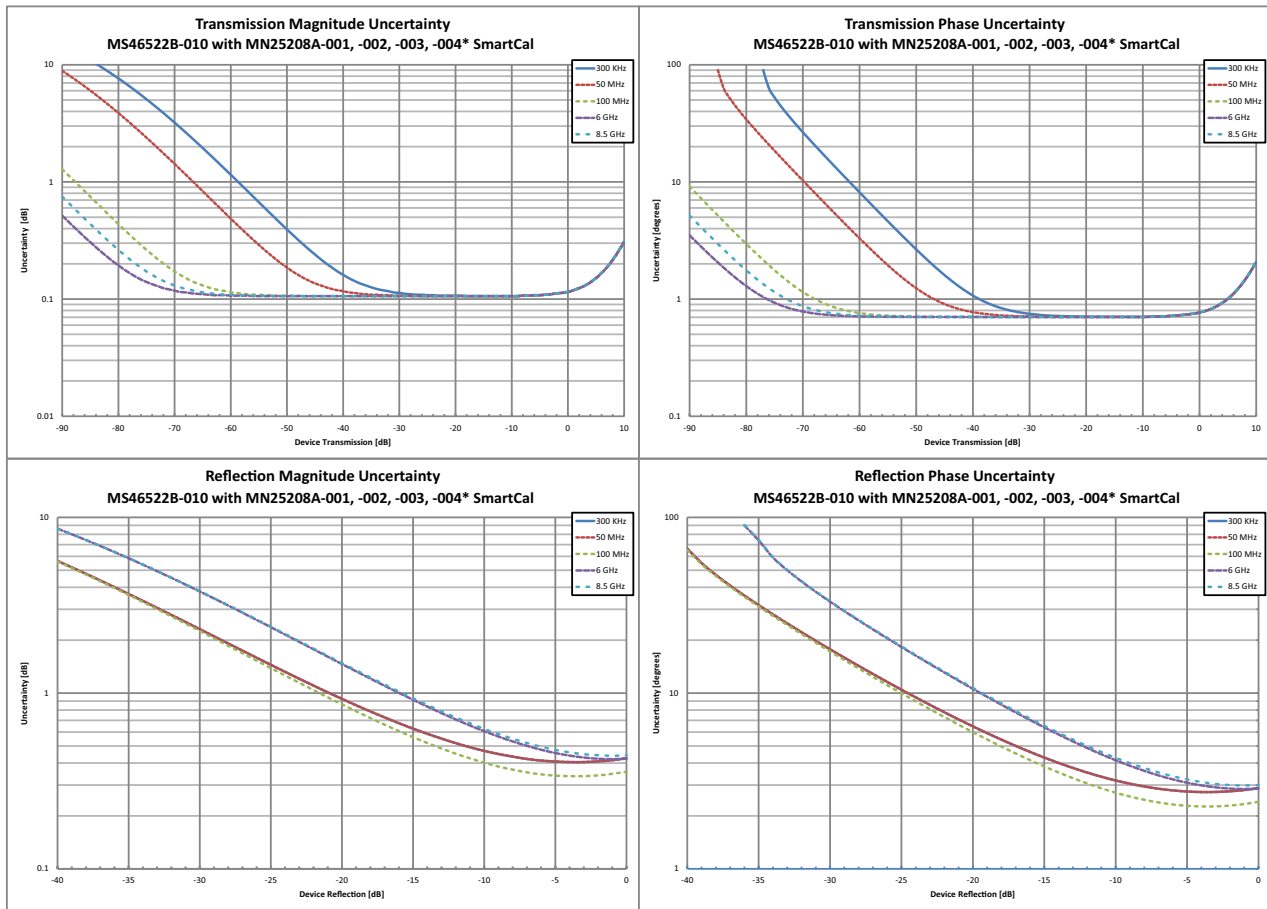 Transmission Magnitude Uncertainty
MS46522B-010 with MN25208A-001, -002, -003, -004* SmartCal
10
1
0.1
0.01
Uncertainty [dB]
300 KHz
50 MHz
100 MHz
6 GHz
8.5 GHz
-90 -80 -70 -60 -50 -40 -30 -20 -10 0 10
Device Transmission [dB]
Transmission Phase Uncertainty
MS46522B-010 with MN25208A-001, -002, -003, -004* SmartCal
100
10
1
0.1
Uncertainty [degrees]
300 KHz
50 MHz
100 MHz
6 GHz
8.5 GHz
-90 -80 -70 -60 -50 -40 -30 -20 -10 0 10
Device Transmission [dB]
Reflection Magnitude Uncertainty
MS46522B-010 with MN25208A-001, -002, -003, -004* SmartCal
10
1
0.1
Uncertainty [dB]
300 KHz
50 MHz
100 MHz
6 GHz
8.5 GHz
-40 -35 -30 -25 -20 -15 -10 -5 0
Device Reflection [dB]
Reflection Phase Uncertainty
MS46522B-010 with MN25208A-001, -002, -003, -004* SmartCal
100
10
1
Uncertainty [degrees]
300 KHz
50 MHz
100 MHz
6 GHz
8.5 GHz
-40 -35 -30 -25 -20 -15 -10 -5 0
Device Reflection [dB]